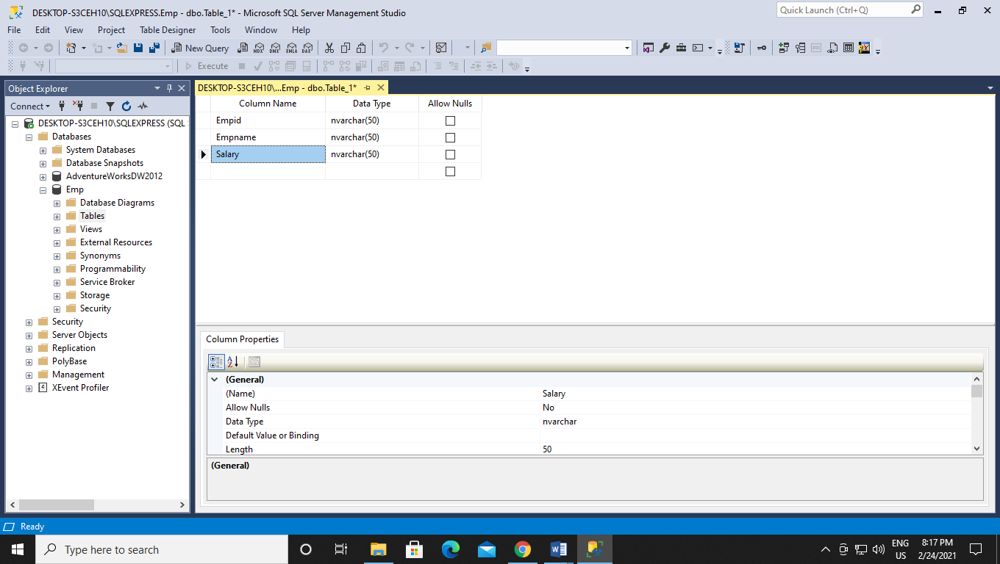 DESKTOP-S3CEH10\SQLEXPRESS.Emp - dbo.Table_1* - Microsoft SQL Server Management Studio
Quick Launch (Ctrl+Q)
File Edit View Project Table Designer Tools Window Help
New Query MDX DMX XMLA DAX
Execute
Object Explorer
DESKTOP-S3CEH10\...Emp - dbo.Table_1*
Connect
DESKTOP-S3CEH10\SQLEXPRESS (SQL
Databases
System Databases
Database Snapshots
AdventureWorksDW2012
Emp
Database Diagrams
Tables
Views
External Resources
Synonyms
Programmability
Service Broker
Storage
Security
Security
Server Objects
Replication
PolyBase
Management
XEvent Profiler
Column Name Data Type Allow Nulls
Empid nvarchar(50)
Empname nvarchar(50)
Salary nvarchar(50)
Column Properties
A Z
(General)
(Name) Salary
Allow Nulls No
Data Type nvarchar
Default Value or Binding
Length 50
(General)
Ready
Type here to search
ENG
US
8:17 PM
2/24/2021